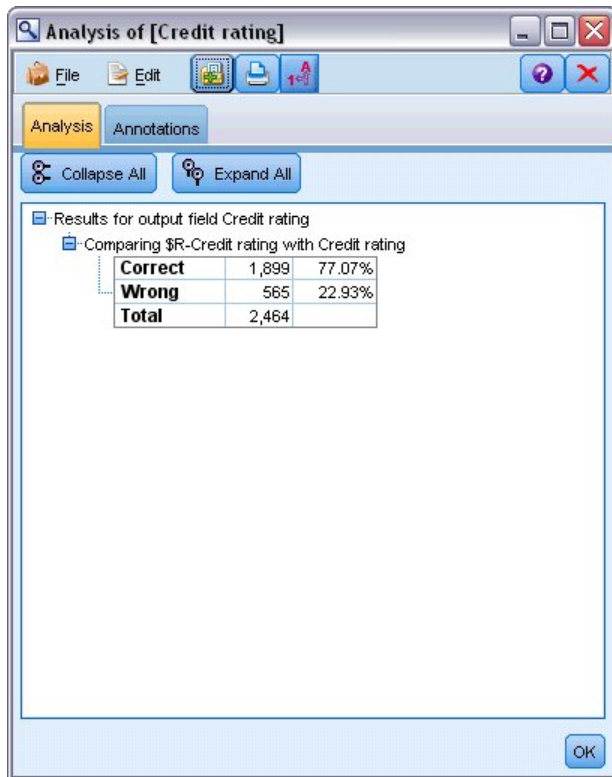 Analysis of [Credit rating]
File Edit
Analysis Annotations
Collapse All Expand All
Results for output field Credit rating
Comparing $R-Credit rating with Credit rating
Correct 1,899 77.07%
Wrong 565 22.93%
Total 2,464
OK